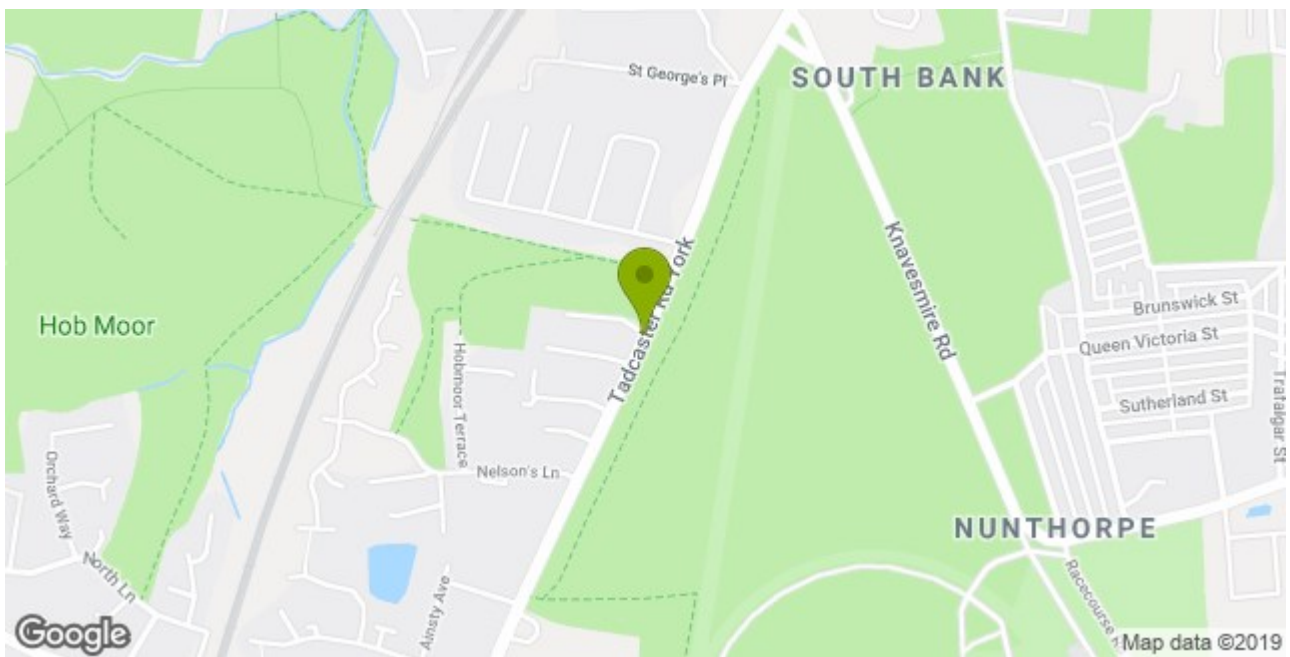 St George's Pl
SOUTH BANK
Tadcaster Rd York
Knavesmire Rd
Hob Moor
Brunswick St
Queen Victoria St
Sutherland St
Trafalgar St
Hobmoor Terrace
Nelson's Ln
Orchard Way
North Ln
Ainsty Ave
NUNTHORPE
Racecourse
Google
Map data ©2019